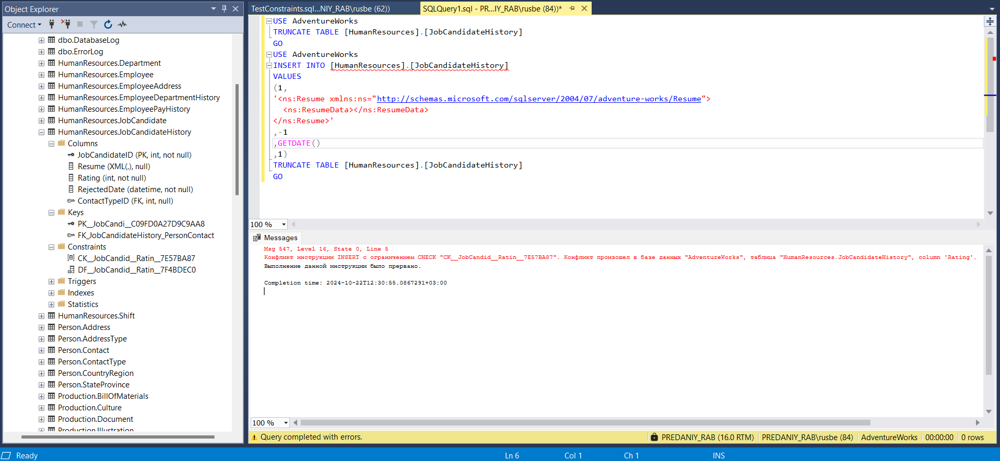 Object Explorer
Connect
dbo.DatabaseLog
dbo.ErrorLog
HumanResources.Department
HumanResources.Employee
HumanResources.EmployeeAddress
HumanResources.EmployeeDepartmentHistory
HumanResources.EmployeePayHistory
HumanResources.JobCandidate
HumanResources.JobCandidateHistory
Columns
JobCandidateID (PK, int, not null)
Resume (XML(.), null)
Rating (int, not null)
RejectedDate (datetime, not null)
ContactTypeID (FK, int, null)
Keys
PK__JobCandi__C09FD0A27D9C9AA8
FK_JobCandidateHistory_PersonContact
Constraints
CK__JobCandid__Ratin__7E57BA87
DF__JobCandid__Ratin__7F4BDEC0
Triggers
Indexes
Statistics
HumanResources.Shift
Person.Address
Person.AddressType
Person.Contact
Person.ContactType
Person.CountryRegion
Person.StateProvince
Production.BillOfMaterials
Production.Culture
Production.Document
Production.Illustration
TestConstraints.sql...NIY_RAB\rusbe (62))
SQLQuery1.sql - PR...IY_RAB\rusbe (84))*
USE AdventureWorks
TRUNCATE TABLE [HumanResources].[JobCandidateHistory]
GO
USE AdventureWorks
INSERT INTO [HumanResources].[JobCandidateHistory]
VALUES
(1,
'<ns:Resume xmlns:ns="http://schemas.microsoft.com/sqlserver/2004/07/adventure-works/Resume">
<ns:ResumeData></ns:ResumeData>
</ns:Resume>'
,-1
,GETDATE()
,1)
TRUNCATE TABLE [HumanResources].[JobCandidateHistory]
GO
100 %
Messages
Msg 547, Level 16, State 0, Line 5
Конфликт инструкции INSERT с ограничением CHECK "CK__JobCandid__Ratin__7E57BA87". Конфликт произошел в базе данных "AdventureWorks", таблица "HumanResources.JobCandidateHistory", column 'Rating'.
Выполнение данной инструкции было прервано.
Completion time: 2024-10-22T12:30:55.0867291+03:00
100 %
Query completed with errors.
PREDANIY_RAB (16.0 RTM)
PREDANIY_RAB\rusbe (84)
AdventureWorks
00:00:00
0 rows
Ready
Ln 6
Col 1
Ch 1
INS